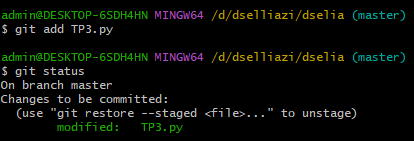 admin@DESKTOP-6SDH4HN MINGW64 /d/dselliazi/dselia (master)
$ git add TP3.py

admin@DESKTOP-6SDH4HN MINGW64 /d/dselliazi/dselia (master)
$ git status
On branch master
Changes to be committed:
  (use "git restore --staged <file>..." to unstage)
        modified:   TP3.py